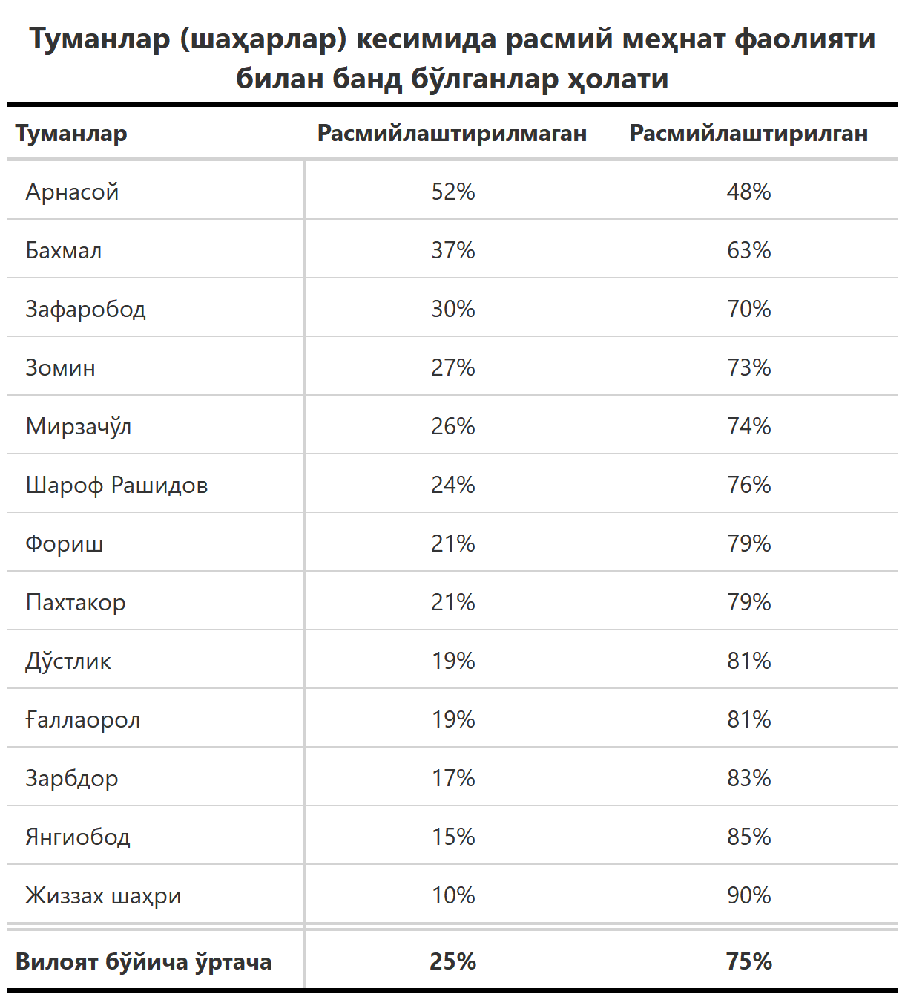 Туманлар (шаҳарлар) кесимида расмий меҳнат фаолияти
билан банд бўлганлар ҳолати
Туманлар Расмийлаштирилмаган Расмийлаштирилган
Арнасой 52% 48%
Бахмал 37% 63%
Зафаробод 30% 70%
Зомин 27% 73%
Мирзачўл 26% 74%
Шароф Рашидов 24% 76%
Фориш 21% 79%
Пахтакор 21% 79%
Дўстлик 19% 81%
Ғаллаорол 19% 81%
Зарбдор 17% 83%
Янгиобод 15% 85%
Жиззах шаҳри 10% 90%
Вилоят бўйича ўртача 25% 75%